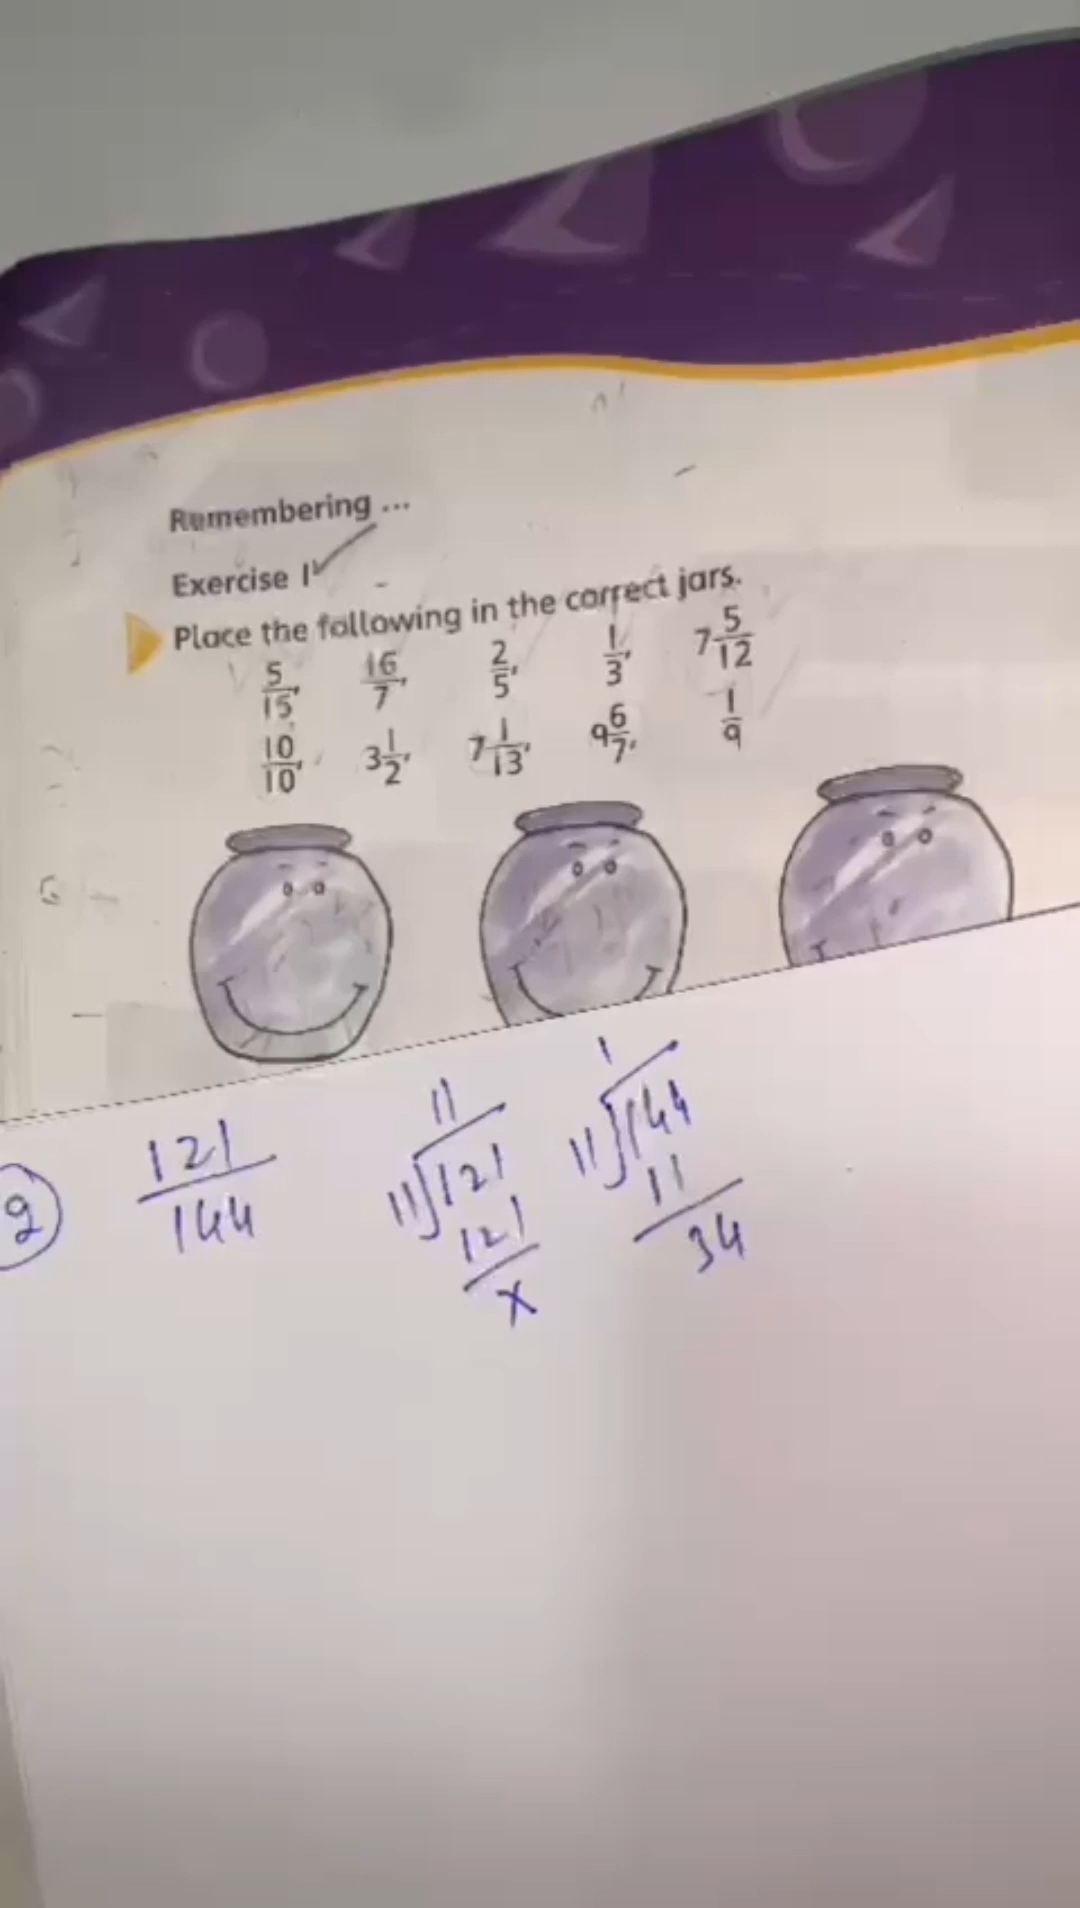 Remembering ...
Exercise 1
Place the following in the correct jars.
5/15, 16/7, 2/5, 1/3, 7 5/12
10/10, 3 1/2, 7 1/13, 9 6/7, 1/9
11 1
121/144 11)121 11)144
121 11
x 34